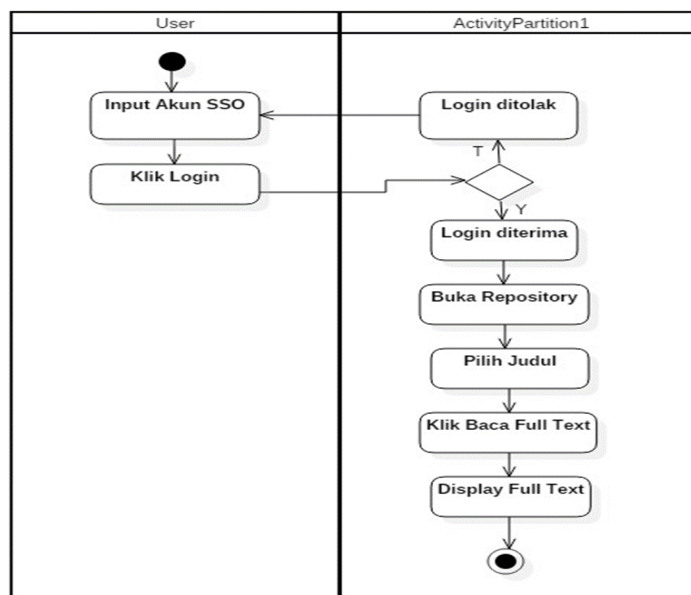 User
ActivityPartition1
Input Akun SSO
Login ditolak
Klik Login
T
Y
Login diterima
Buka Repository
Pilih Judul
Klik Baca Full Text
Display Full Text